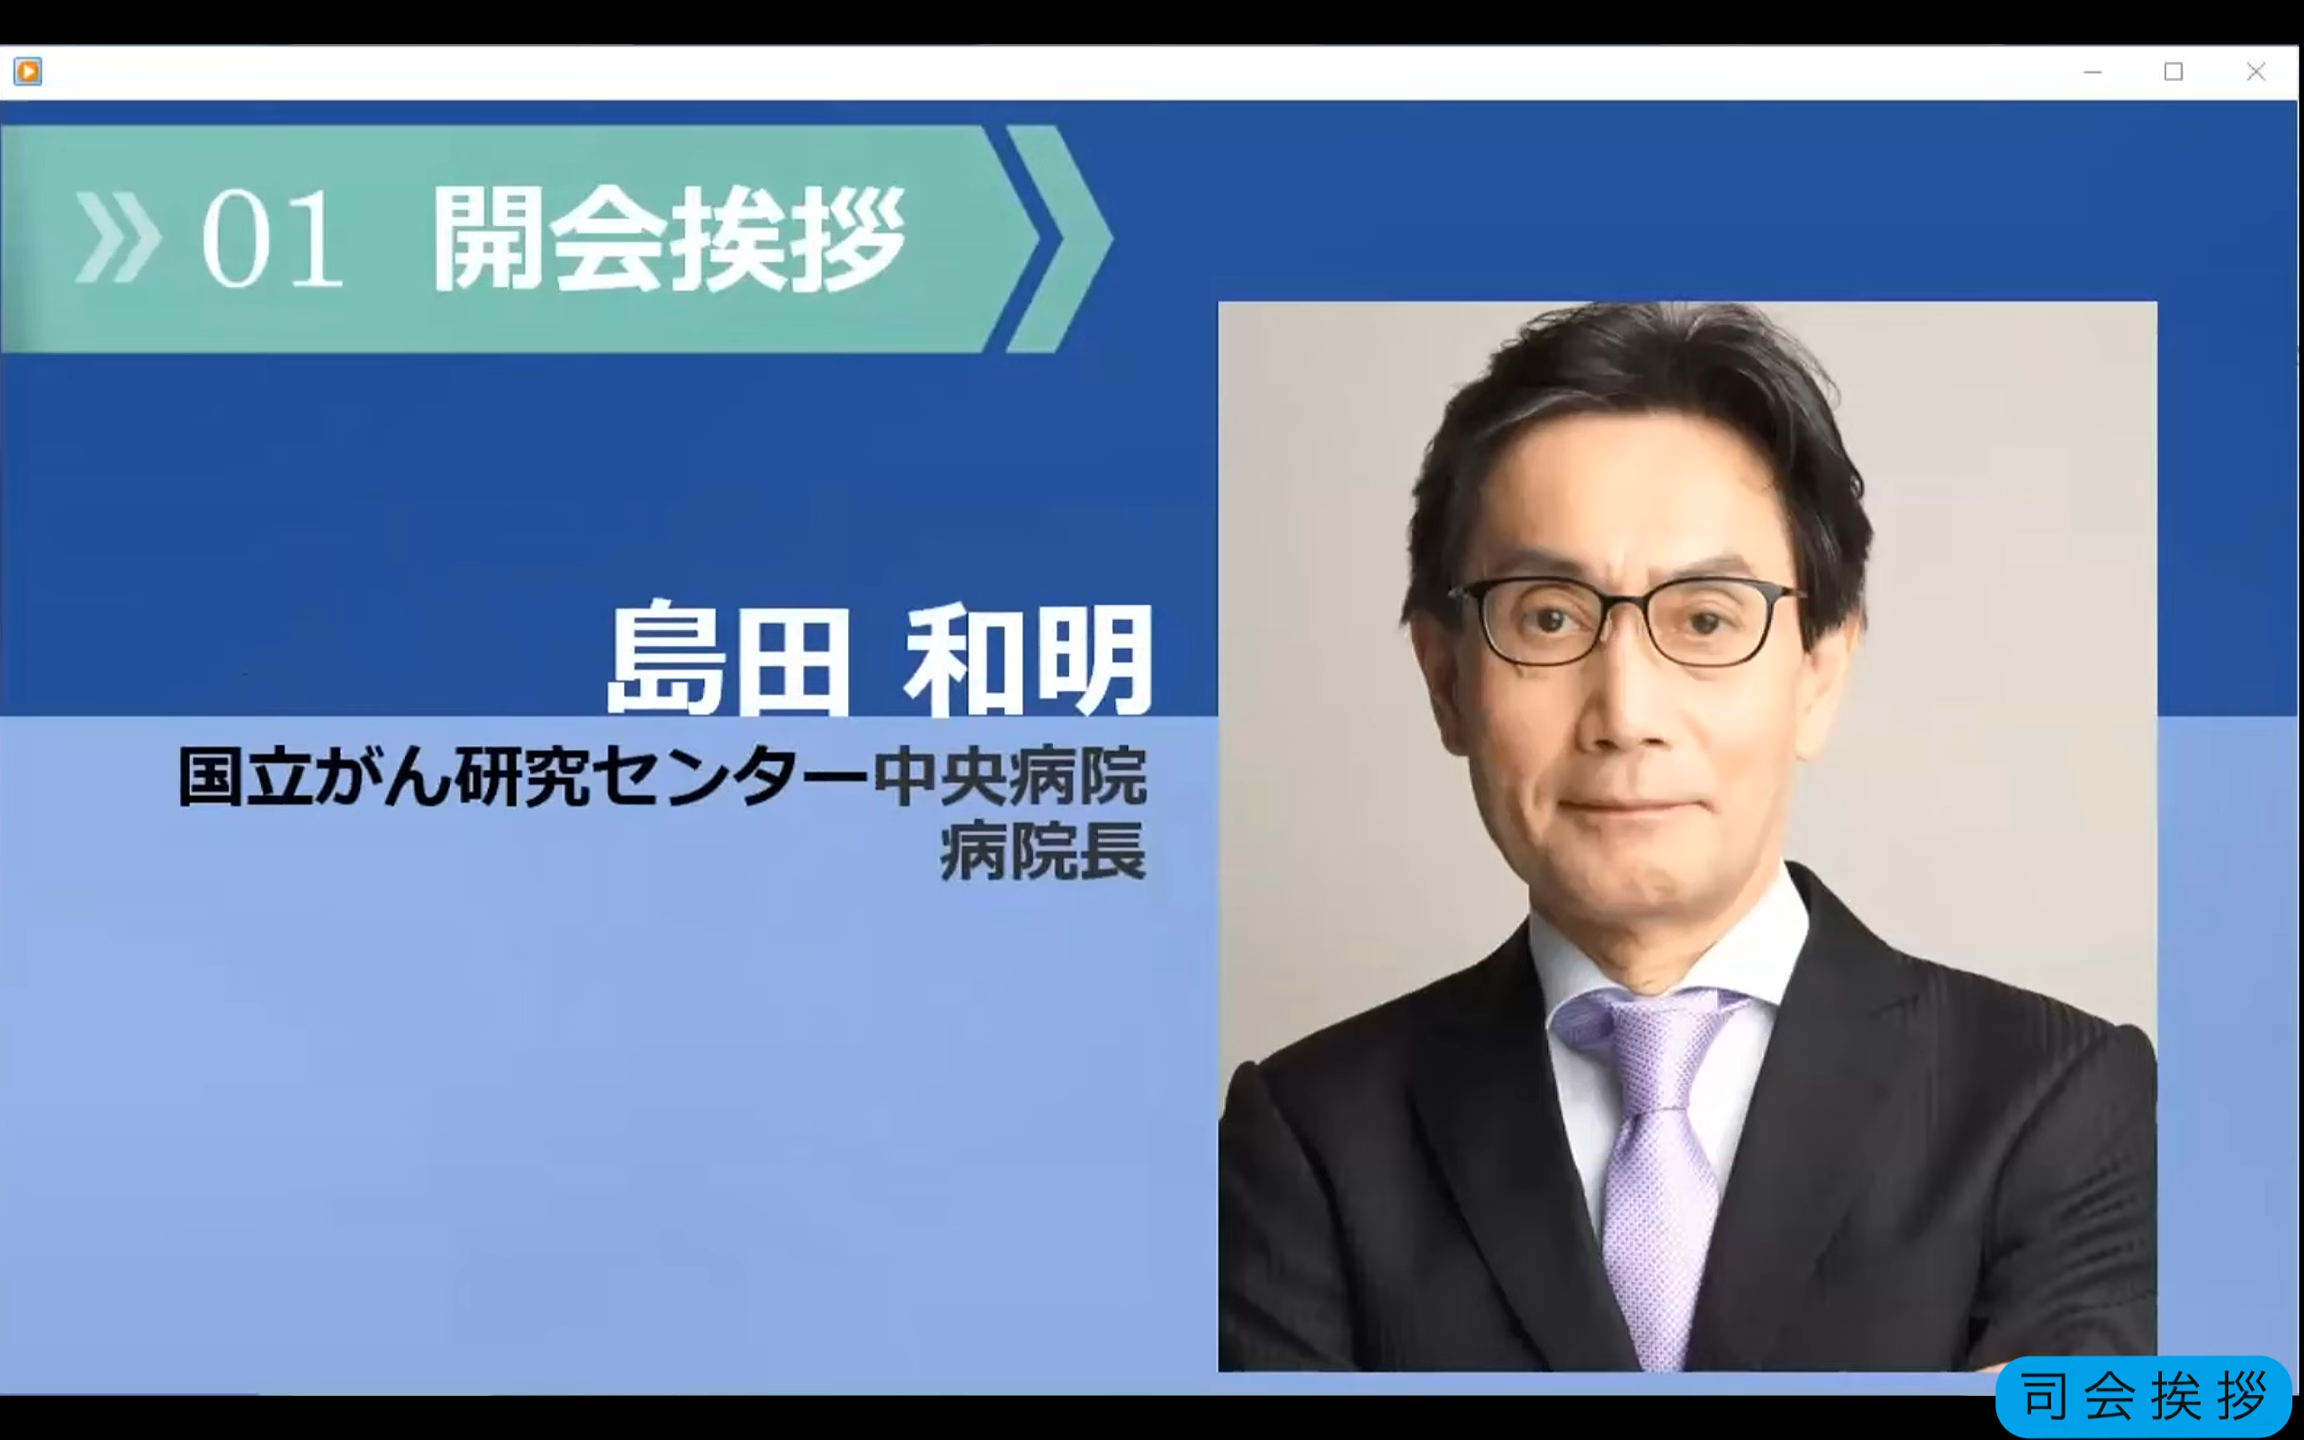 01 開会挨拶
島田 和明
国立がん研究センター中央病院
病院長
司会挨拶